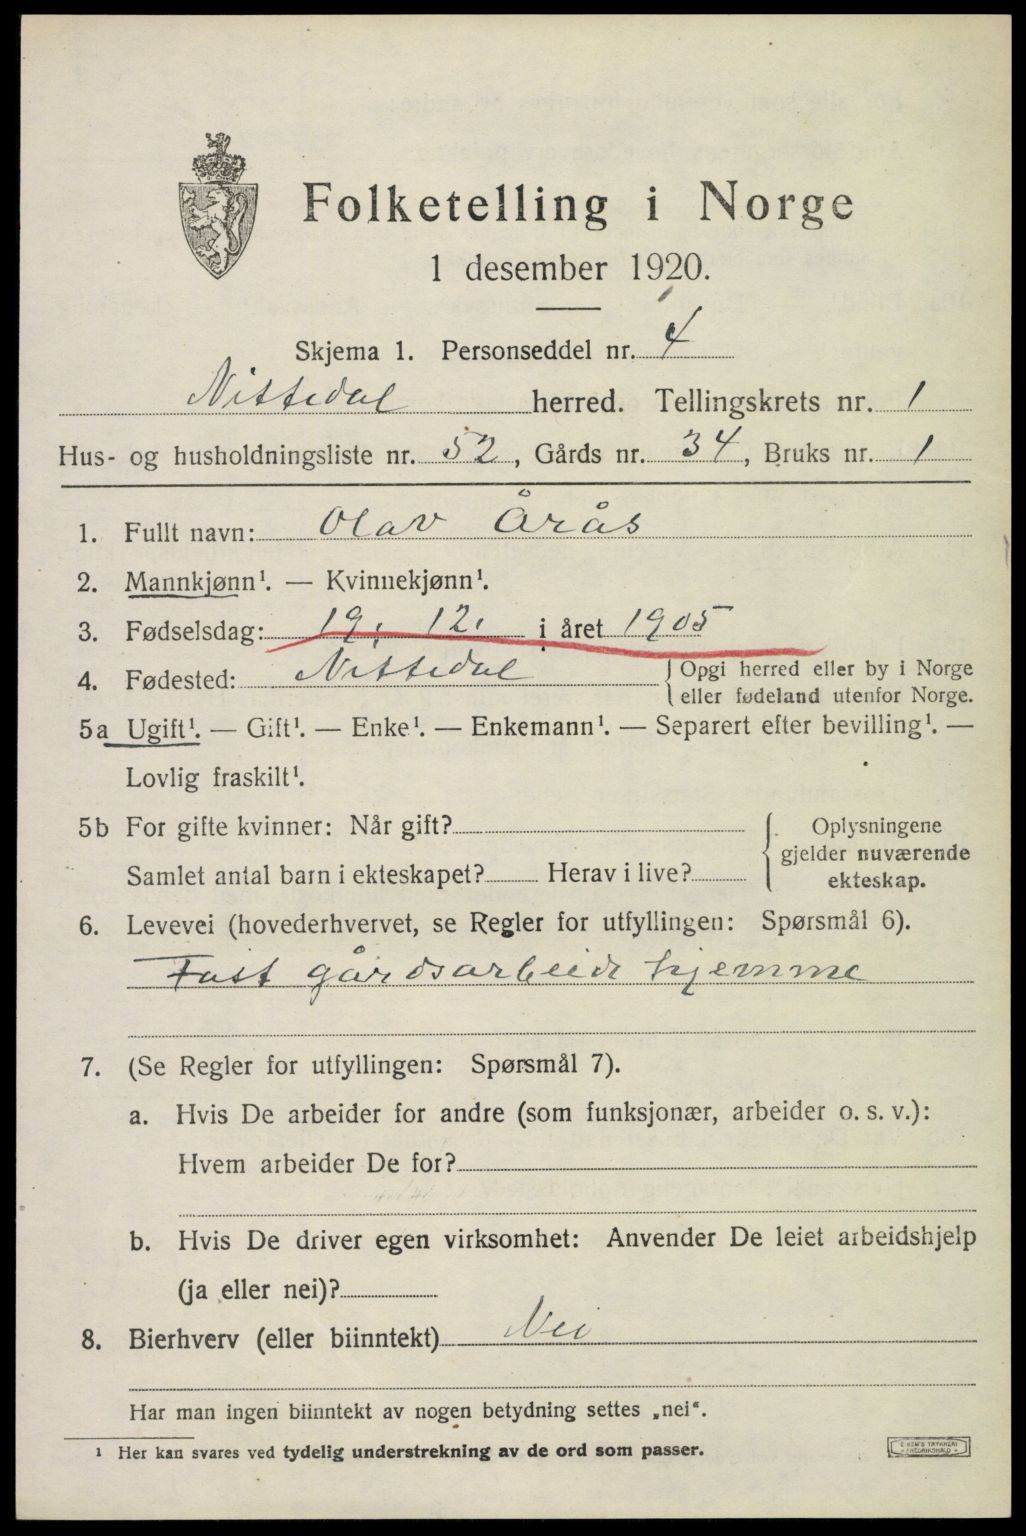 Folketelling i Norge
1 desember 1920.
Skjema 1. Personseddel nr. 4
Nittedal herred. Tellingskrets nr. 1
Hus- og husholdningsliste nr. 52, Gårds nr. 34, Bruks nr. 1
1. Fullt navn: Olav Årås
2. Mannkjønn¹. — Kvinnekjønn¹.
3. Fødselsdag: 19. 12. i året 1905
4. Fødested: Nittedal { Opgi herred eller by i Norge
eller fødeland utenfor Norge.
5a Ugift¹. — Gift¹. — Enke¹. — Enkemann¹. — Separert efter bevilling¹. —
Lovlig fraskilt¹.
5b For gifte kvinner: Når gift? { Oplysningene
gjelder nuværende
Samlet antal barn i ekteskapet? Herav i live? ekteskap.
6. Levevei (hovederhvervet, se Regler for utfyllingen: Spørsmål 6).
Fast gårdsarbeide hjemme
7. (Se Regler for utfyllingen: Spørsmål 7).
a. Hvis De arbeider for andre (som funksjonær, arbeider o. s. v.):
Hvem arbeider De for?
b. Hvis De driver egen virksomhet: Anvender De leiet arbeidshjelp
(ja eller nei)?
8. Bierhverv (eller biinntekt) Nei
Har man ingen biinntekt av nogen betydning settes „nei“.
¹ Her kan svares ved tydelig understrekning av de ord som passer.